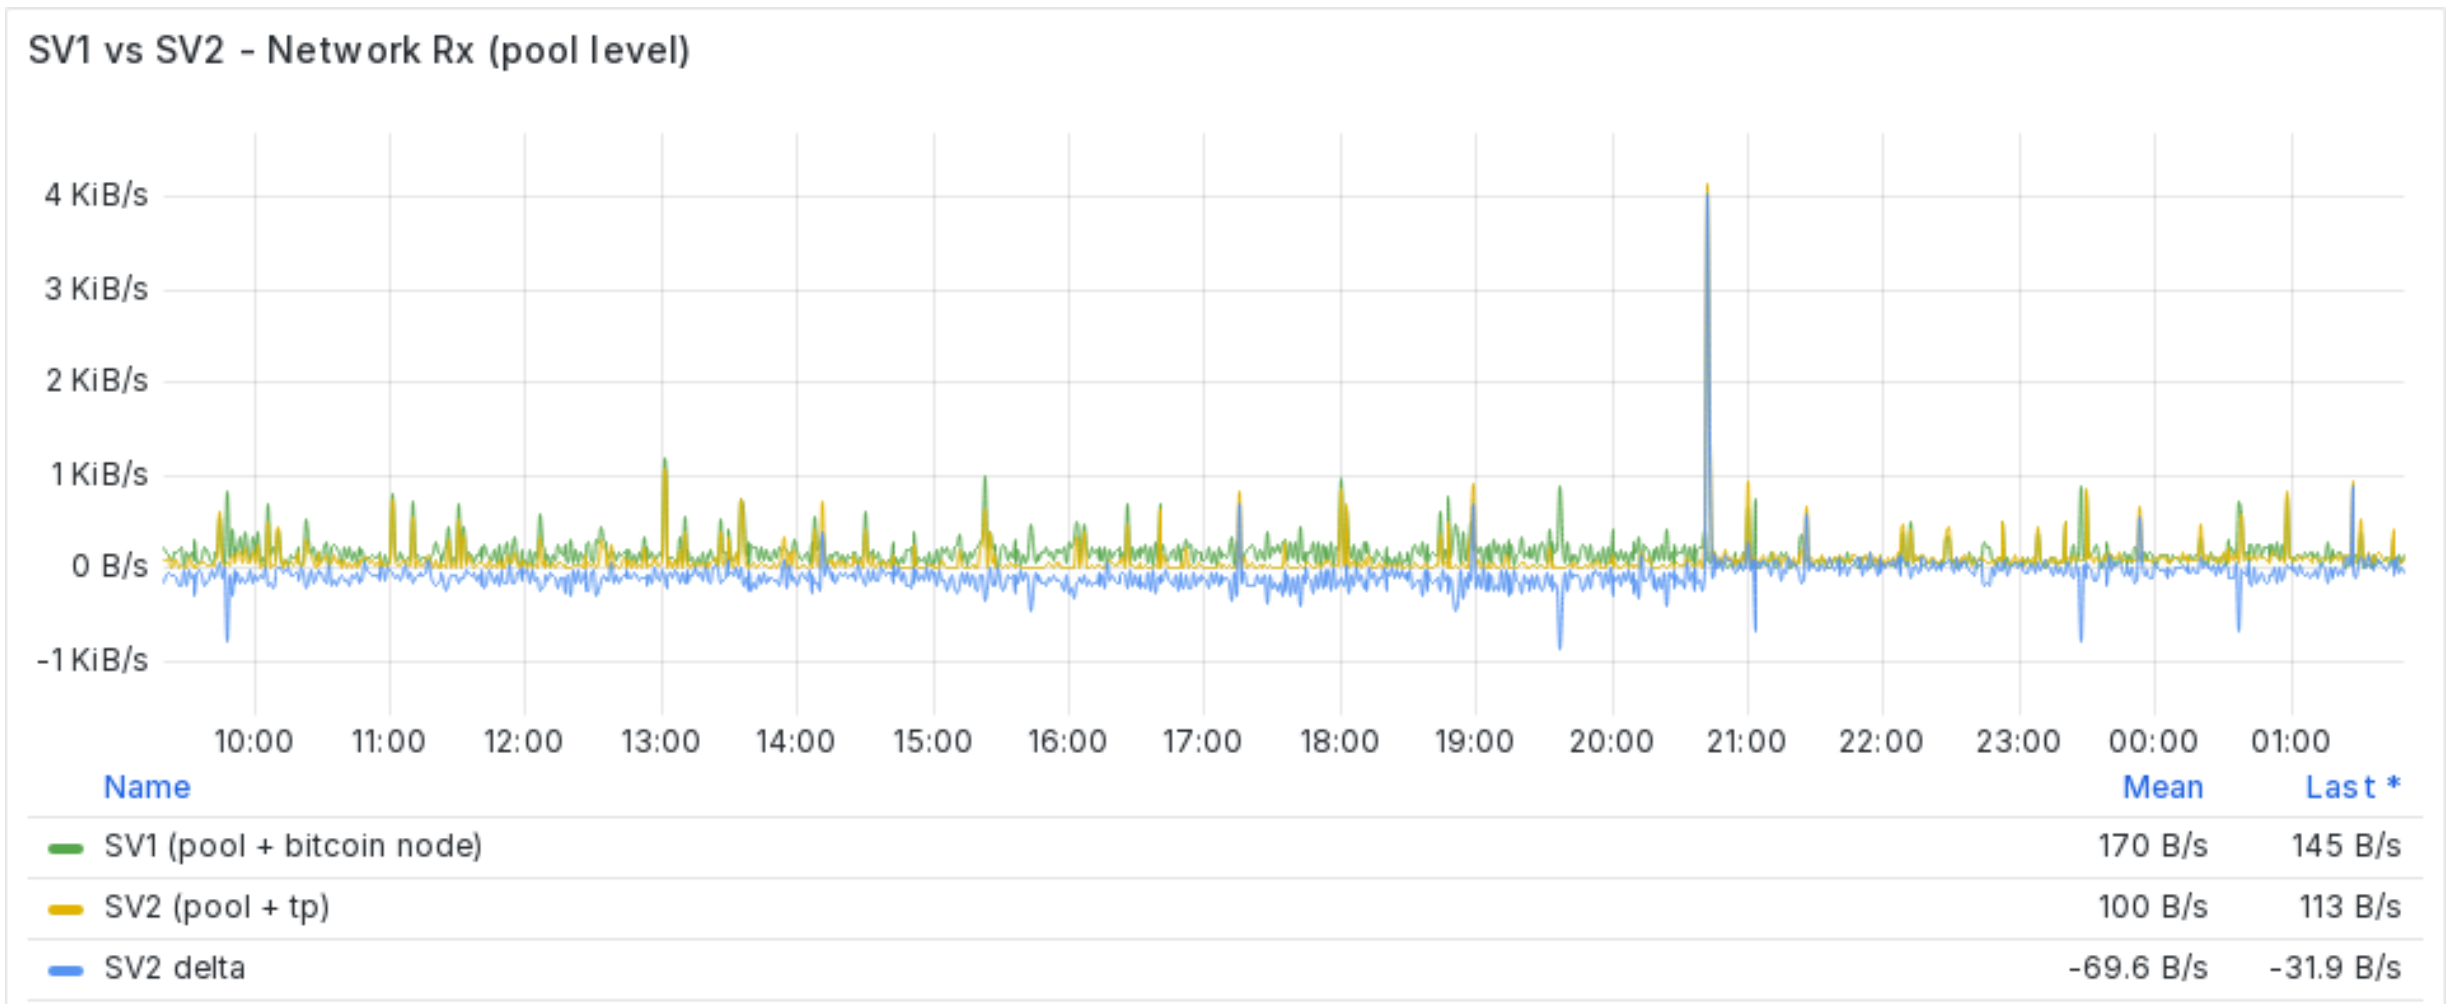 SV1 vs SV2 - Network Rx (pool level)
4 KiB/s
3 KiB/s
2 KiB/s
1 KiB/s
0 B/s
-1 KiB/s
10:00 11:00 12:00 13:00 14:00 15:00 16:00 17:00 18:00 19:00 20:00 21:00 22:00 23:00 00:00 01:00
Name Mean Last *
SV1 (pool + bitcoin node) 170 B/s 145 B/s
SV2 (pool + tp) 100 B/s 113 B/s
SV2 delta -69.6 B/s -31.9 B/s